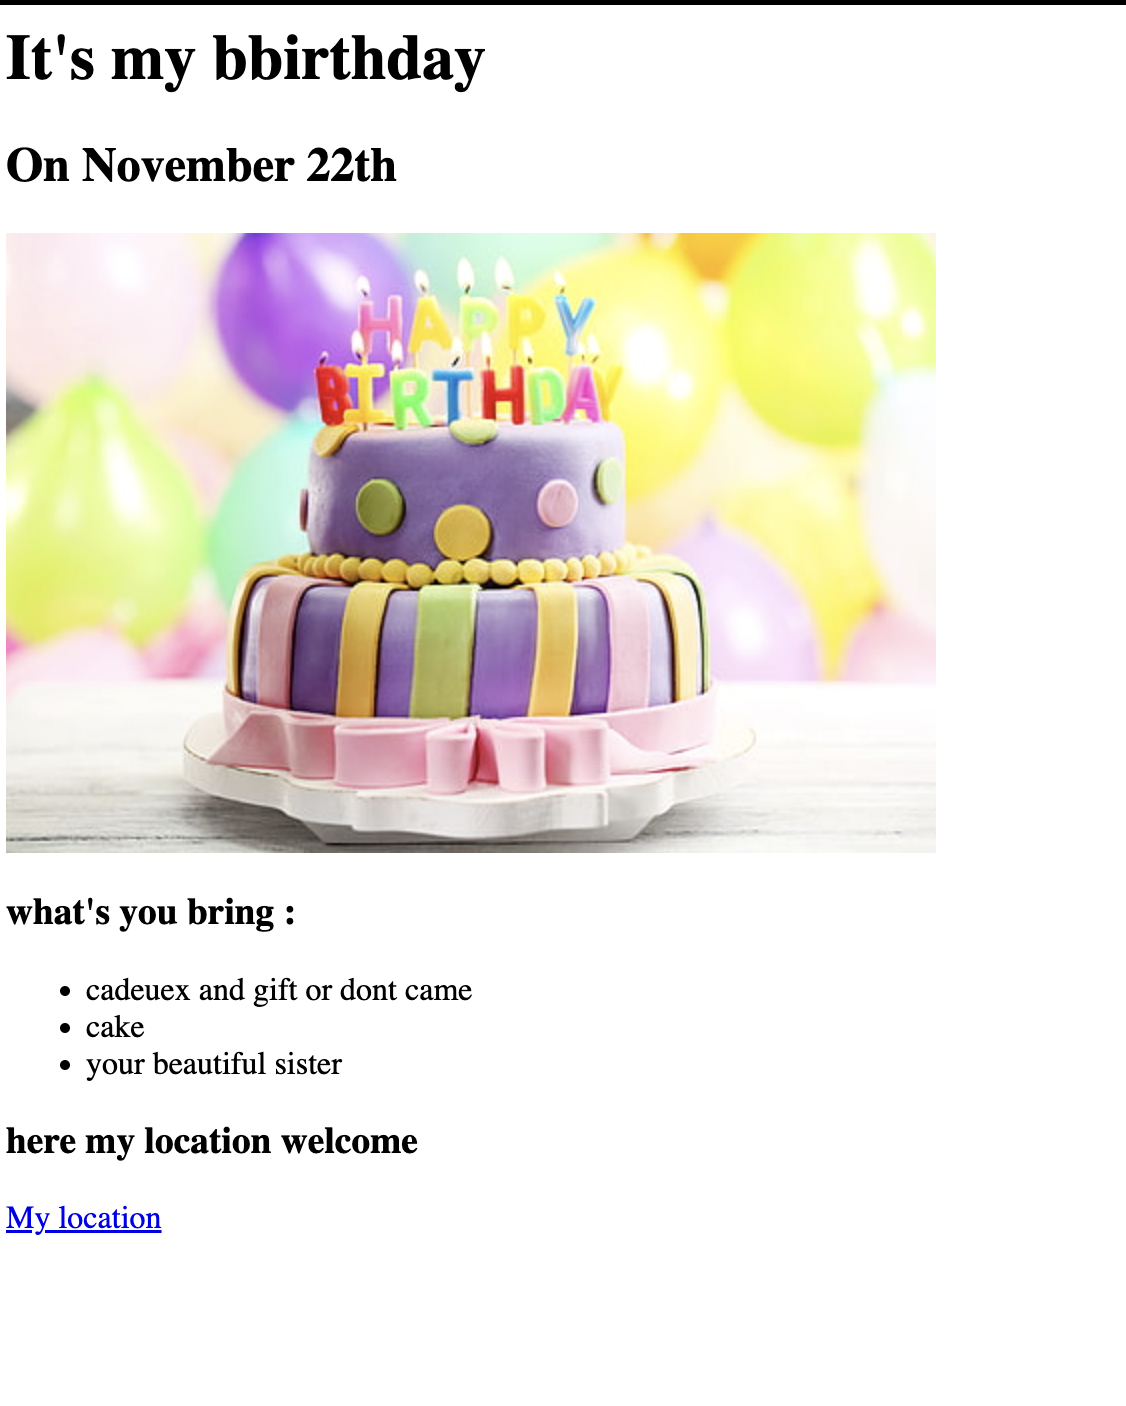 It's my bbirthday
On November 22th
HAPPY
BIRTHDAY
what's you bring :
cadeuex and gift or dont came
cake
your beautiful sister
here my location welcome
My location